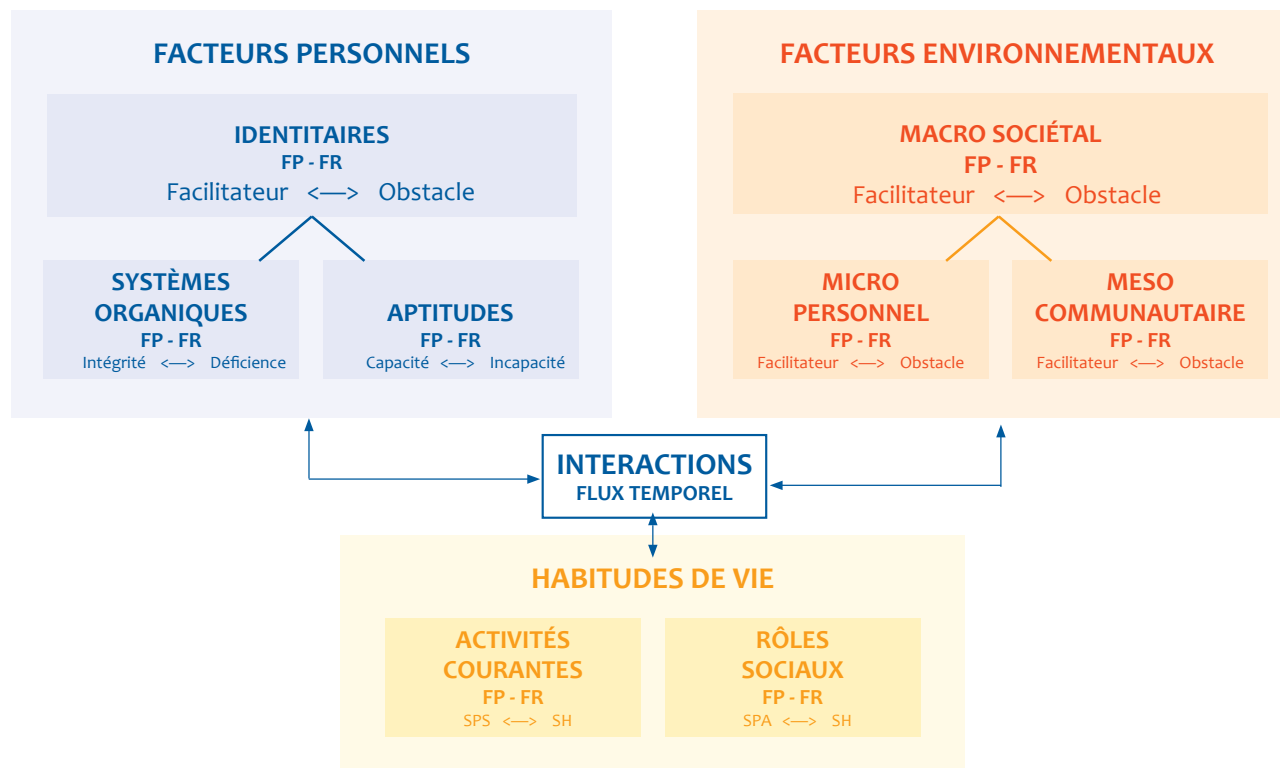 FACTEURS PERSONNELS
IDENTITAIRES
FP - FR
Facilitateur <—> Obstacle
SYSTÈMES
ORGANIQUES
FP - FR
Intégrité <—> Déficience
APTITUDES
FP - FR
Capacité <—> Incapacité
FACTEURS ENVIRONNEMENTAUX
MACRO SOCIÉTAL
FP - FR
Facilitateur <—> Obstacle
MICRO
PERSONNEL
FP - FR
Facilitateur <—> Obstacle
MESO
COMMUNAUTAIRE
FP - FR
Facilitateur <—> Obstacle
INTERACTIONS
FLUX TEMPOREL
HABITUDES DE VIE
ACTIVITÉS
COURANTES
FP - FR
SPS <—> SH
RÔLES
SOCIAUX
FP - FR
SPA <—> SH